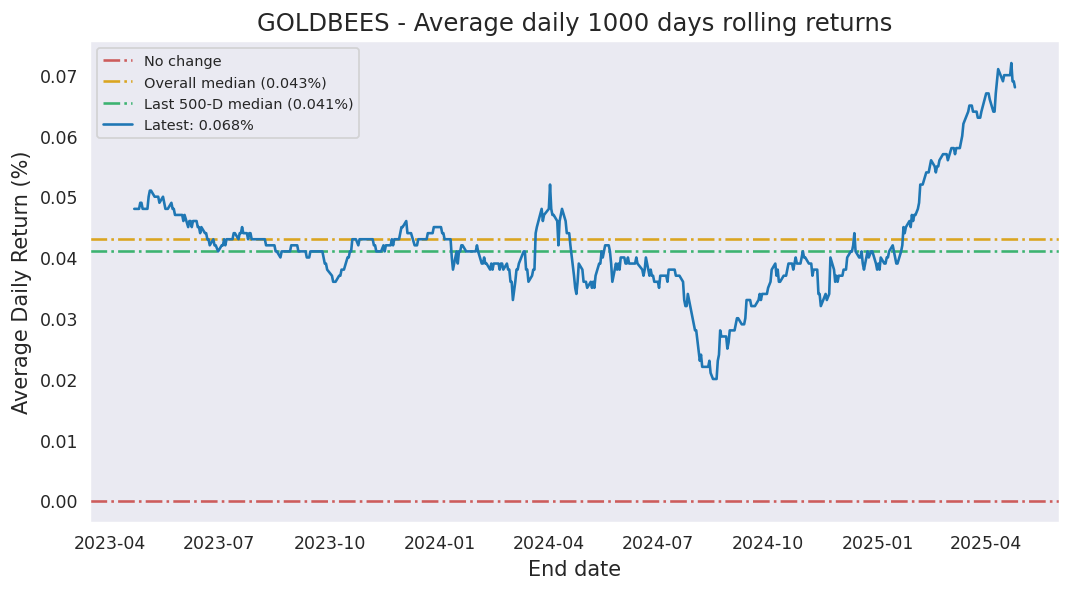 GOLDBEES - Average daily 1000 days rolling returns
No change
Overall median (0.043%)
Last 500-D median (0.041%)
Latest: 0.068%
Average Daily Return (%)
0.07
0.06
0.05
0.04
0.03
0.02
0.01
0.00
2023-04 2023-07 2023-10 2024-01 2024-04 2024-07 2024-10 2025-01 2025-04
End date